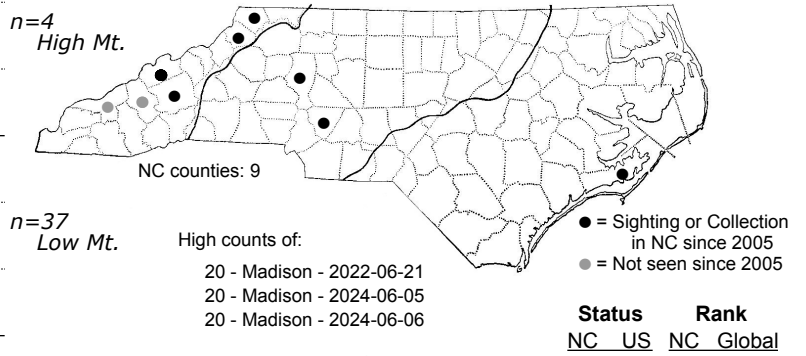 n=4
High Mt.
NC counties: 9
n=37
Low Mt.
High counts of:
20 - Madison - 2022-06-21
20 - Madison - 2024-06-05
20 - Madison - 2024-06-06
= Sighting or Collection
in NC since 2005
= Not seen since 2005
Status Rank
NC US NC Global